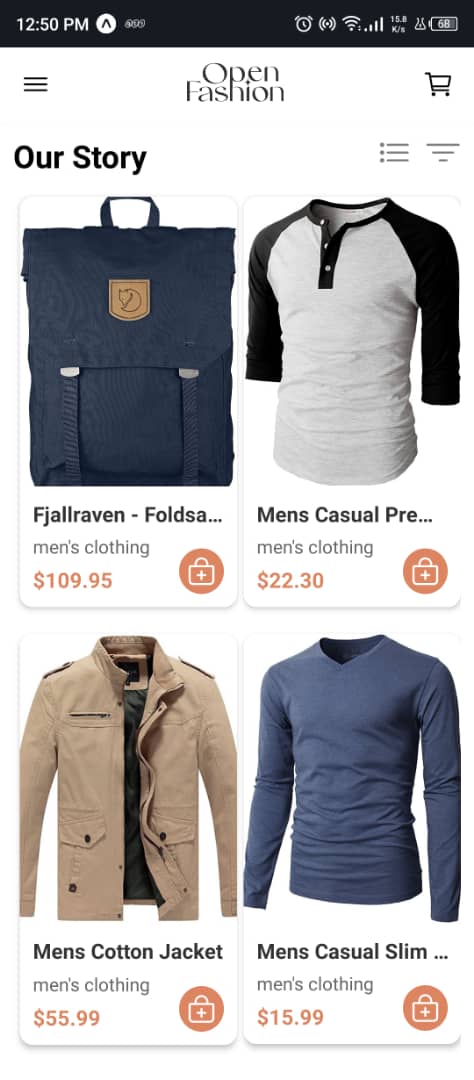 12:50 PM
15.8
K/s
68
Open
Fashion
Our Story
Fjallraven - Foldsa...
men's clothing
$109.95
Mens Casual Pre...
men's clothing
$22.30
Mens Cotton Jacket
men's clothing
$55.99
Mens Casual Slim ...
men's clothing
$15.99